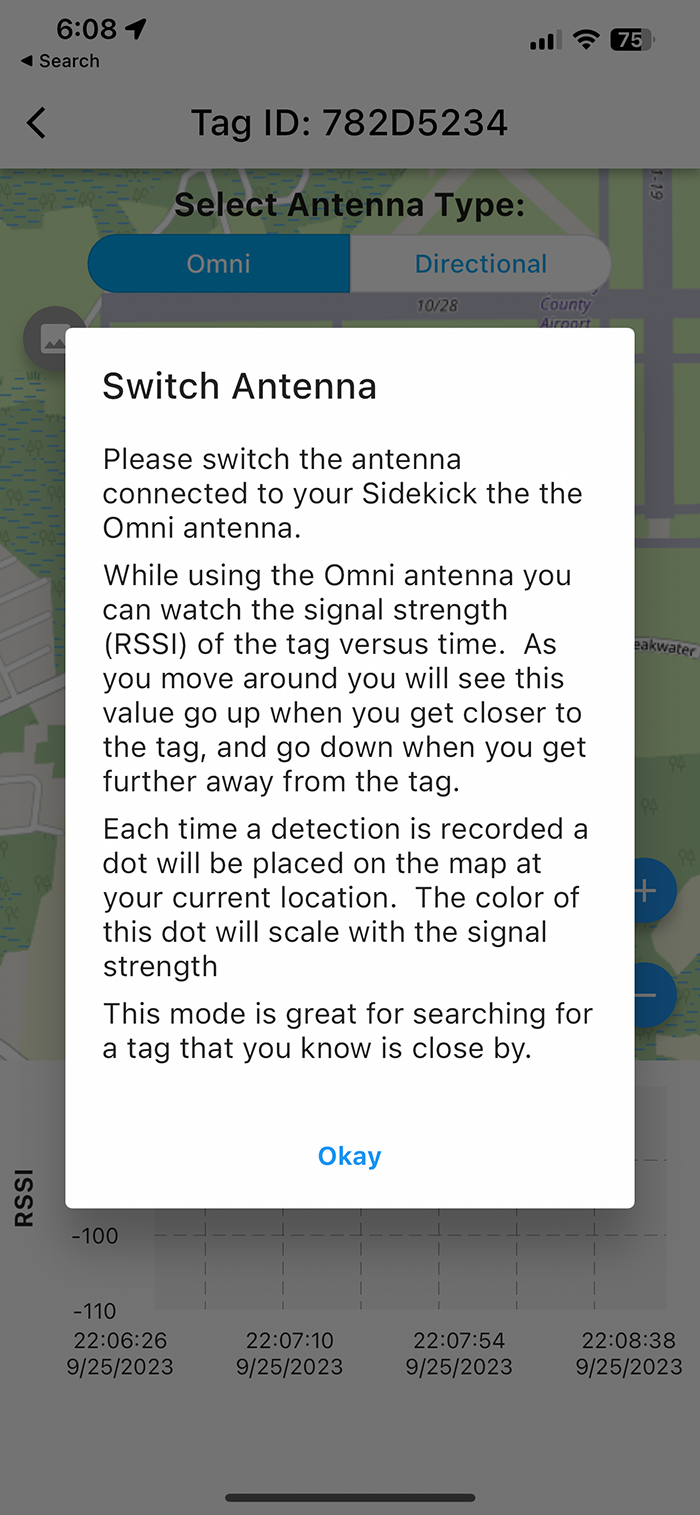 6:08
75
◀ Search
Tag ID: 782D5234
1-19
Select Antenna Type:
Omni
Directional
10/28
County
Airport
Switch Antenna
Please switch the antenna
connected to your Sidekick the the
Omni antenna.
While using the Omni antenna you
can watch the signal strength
(RSSI) of the tag versus time.  As
you move around you will see this
value go up when you get closer to
the tag, and go down when you get
further away from the tag.
eakwater
Each time a detection is recorded a
dot will be placed on the map at
your current location.  The color of
this dot will scale with the signal
strength
+
−
This mode is great for searching for
a tag that you know is close by.
Okay
RSSI
-100
-110
22:06:26
9/25/2023
22:07:10
9/25/2023
22:07:54
9/25/2023
22:08:38
9/25/2023